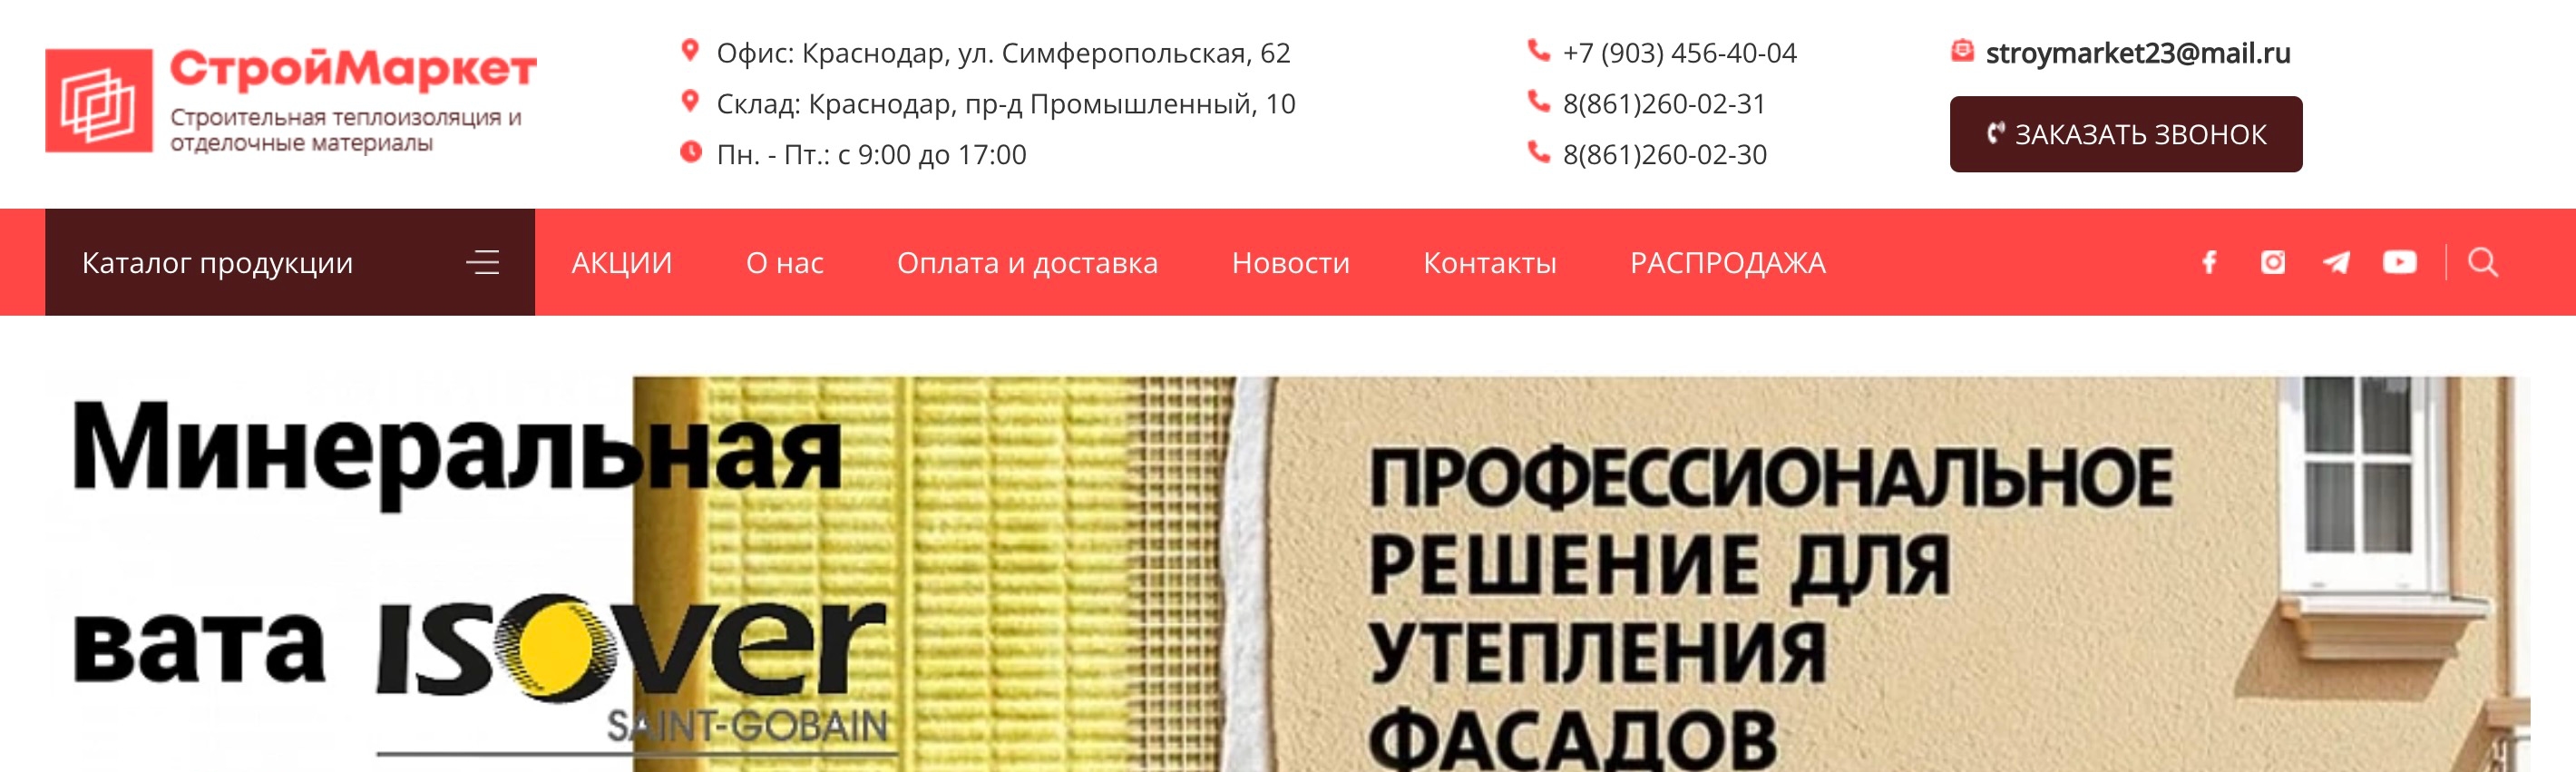 СтройМаркет
Строительная теплоизоляция и
отделочные материалы
Офис: Краснодар, ул. Симферопольская, 62
Склад: Краснодар, пр-д Промышленный, 10
Пн. - Пт.: с 9:00 до 17:00
+7 (903) 456-40-04
8(861)260-02-31
8(861)260-02-30
stroymarket23@mail.ru
ЗАКАЗАТЬ ЗВОНОК
Каталог продукции
АКЦИИ О нас Оплата и доставка Новости Контакты РАСПРОДАЖА
Минеральная
вата isover
SAINT-GOBAIN
ПРОФЕССИОНАЛЬНОЕ
РЕШЕНИЕ ДЛЯ
УТЕПЛЕНИЯ
ФАСАДОВ